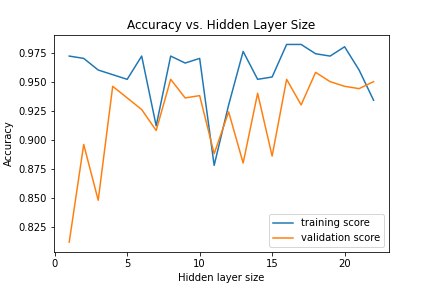 Accuracy vs. Hidden Layer Size
Accuracy
0.975
0.950
0.925
0.900
0.875
0.850
0.825
training score
validation score
0 5 10 15 20
Hidden layer size